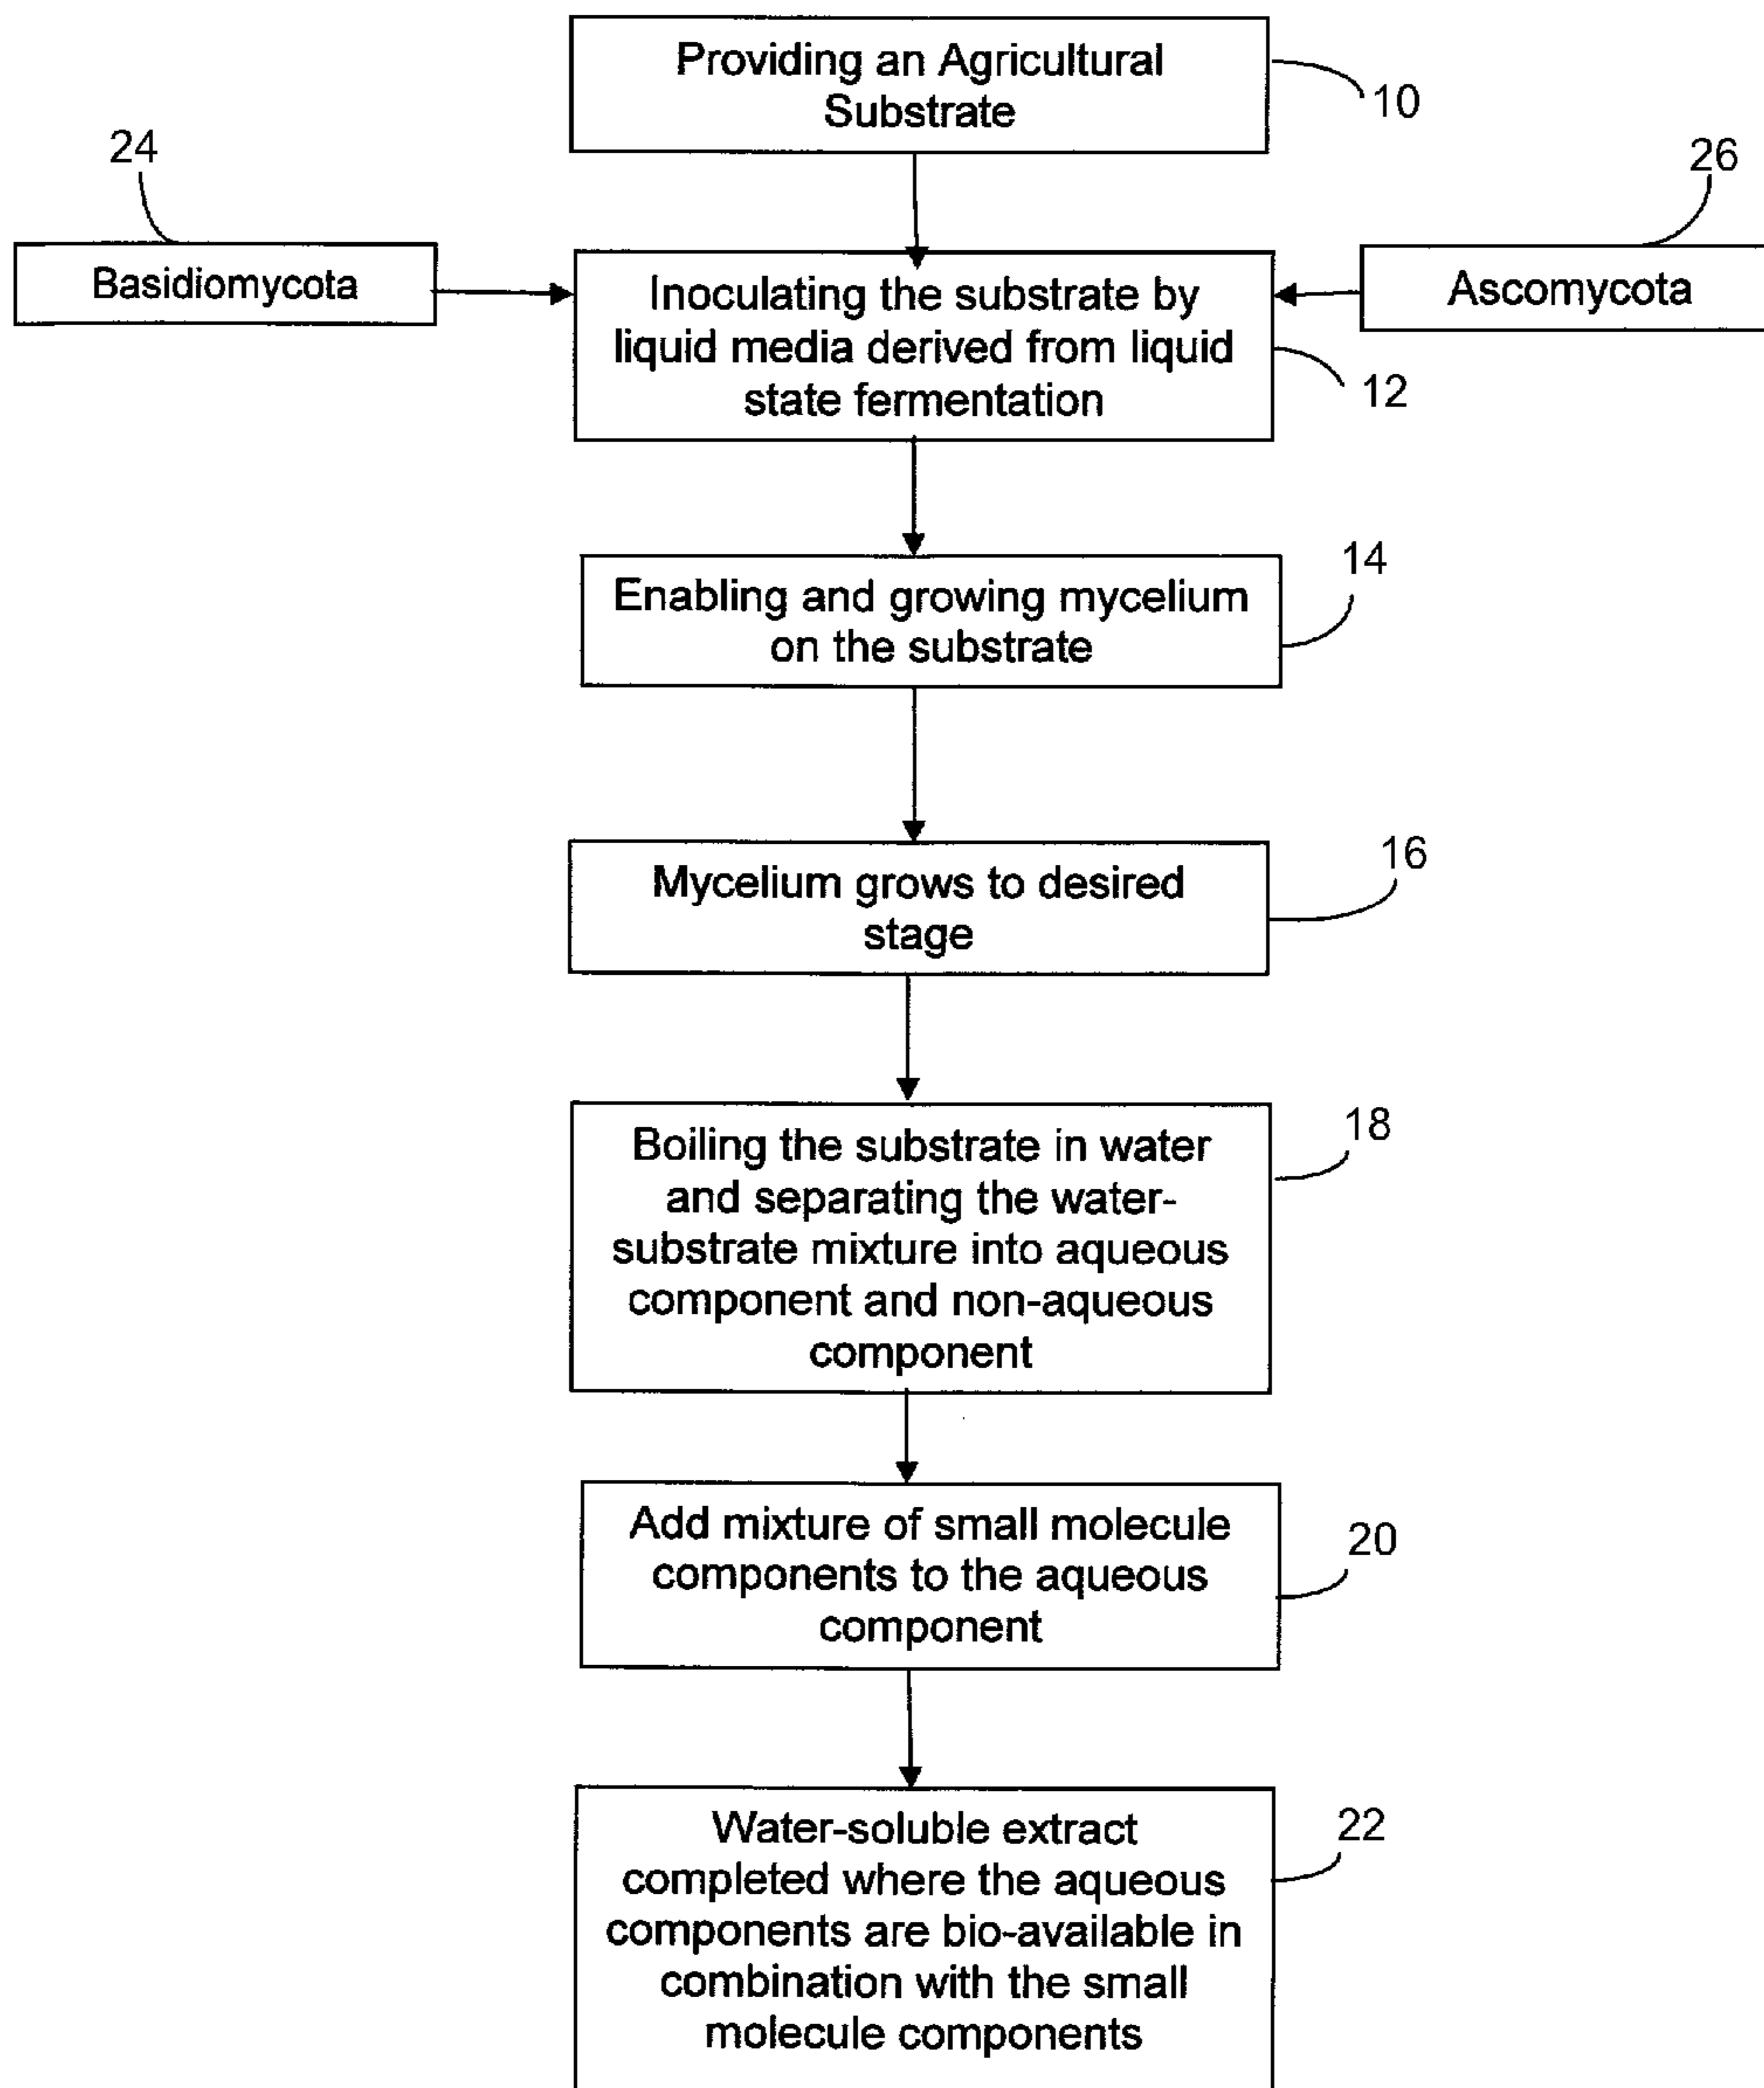 Providing an Agricultural
Substrate
10
24
26
Basidiomycota
Ascomycota
Inoculating the substrate by
liquid media derived from liquid
state fermentation
12
Enabling and growing mycelium
on the substrate
14
Mycelium grows to desired
stage
16
Boiling the substrate in water
and separating the water-
substrate mixture into aqueous
component and non-aqueous
component
18
Add mixture of small molecule
components to the aqueous
component
20
Water-soluble extract
completed where the aqueous
components are bio-available in
combination with the small
molecule components
22